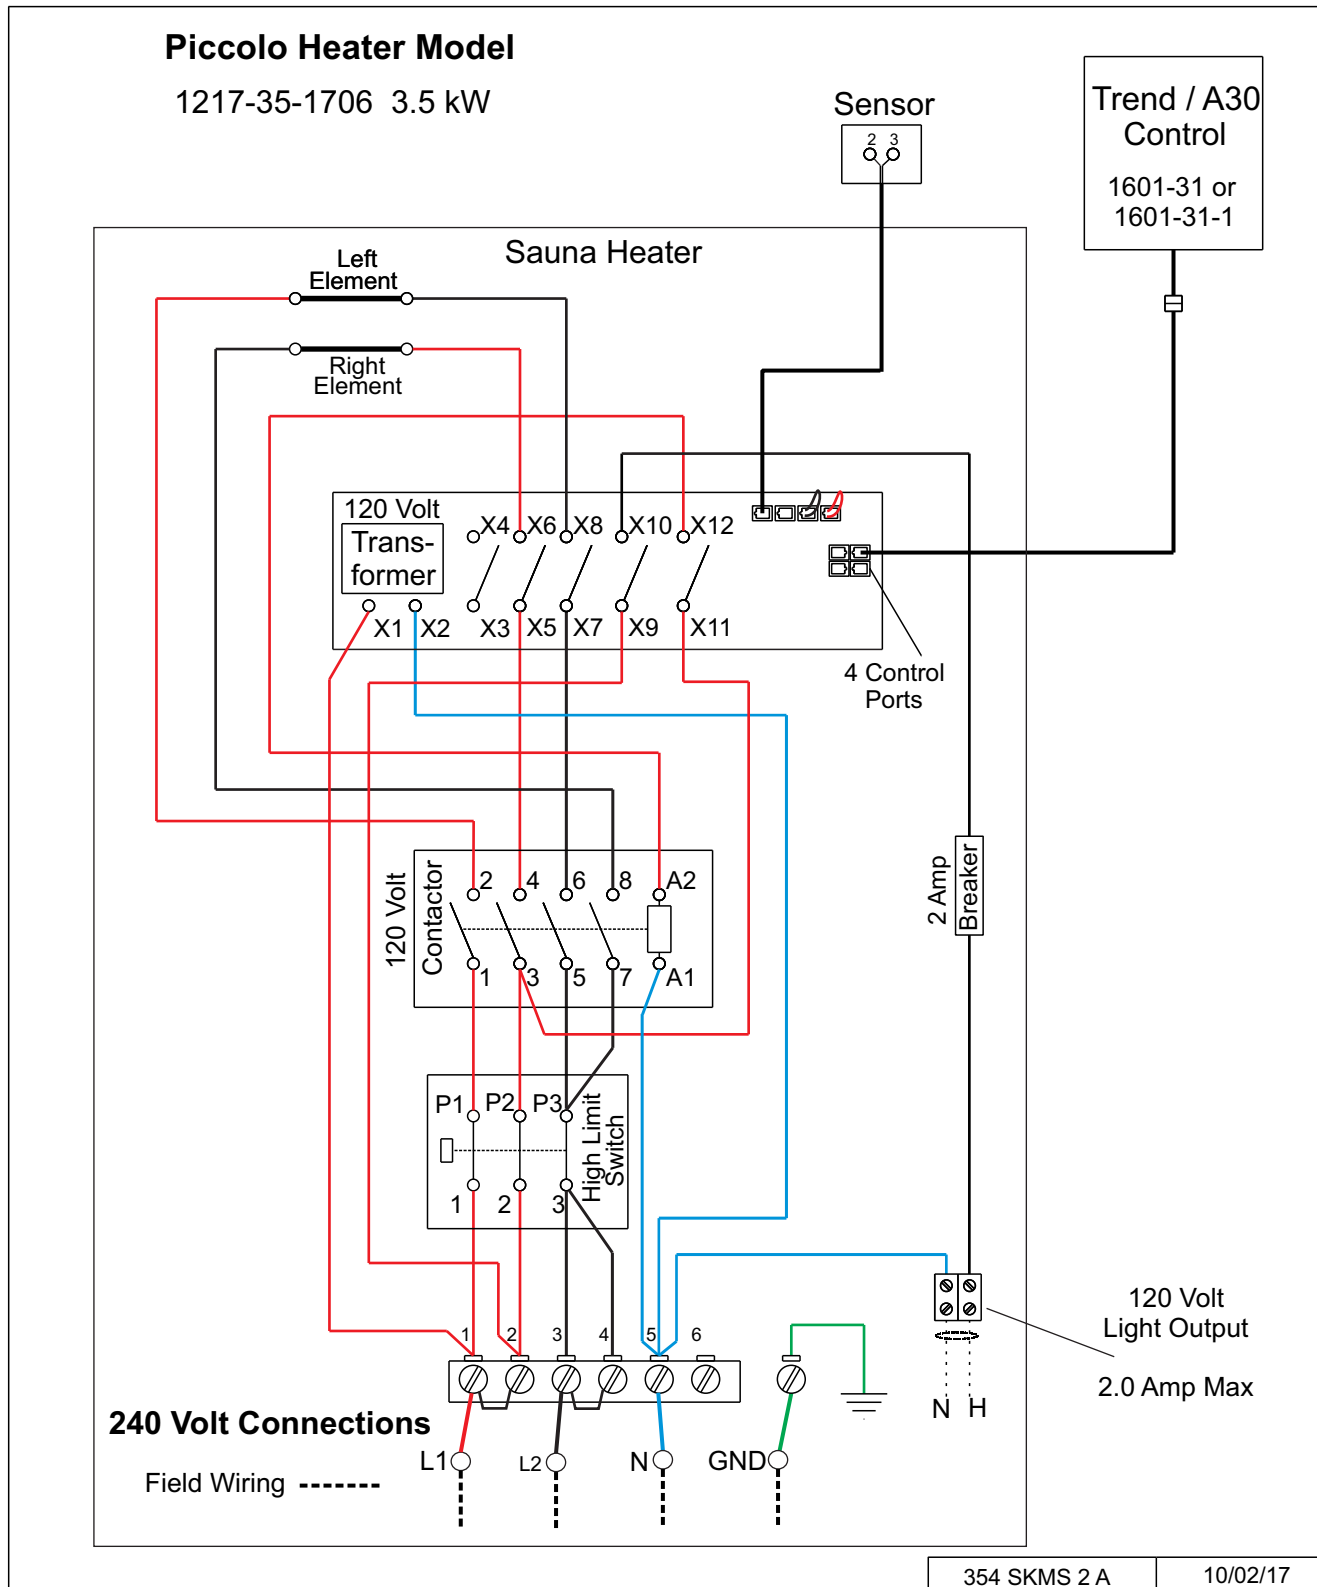 Piccolo Heater Model
1217-35-1706 3.5 kW
Sensor
2 3
Trend / A30
Control
1601-31 or
1601-31-1
Sauna Heater
Left
Element
Right
Element
120 Volt
Trans-
former
X4 X6 X8 X10 X12
X1 X2 X3 X5 X7 X9 X11
4 Control
Ports
120 Volt
Contactor
2 4 6 8 A2
1 3 5 7 A1
2 Amp
Breaker
P1 P2 P3
High Limit
Switch
1 2 3
1 2 3 4 5 6
120 Volt
Light Output
2.0 Amp Max
N H
240 Volt Connections
L1 L2 N GND
Field Wiring
354 SKMS 2 A 10/02/17